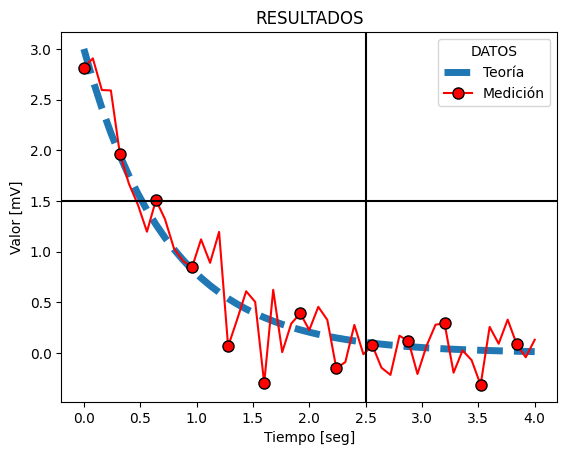 RESULTADOS
DATOS
Teoría
Medición
Valor [mV]
3.0
2.5
2.0
1.5
1.0
0.5
0.0
0.0 0.5 1.0 1.5 2.0 2.5 3.0 3.5 4.0
Tiempo [seg]